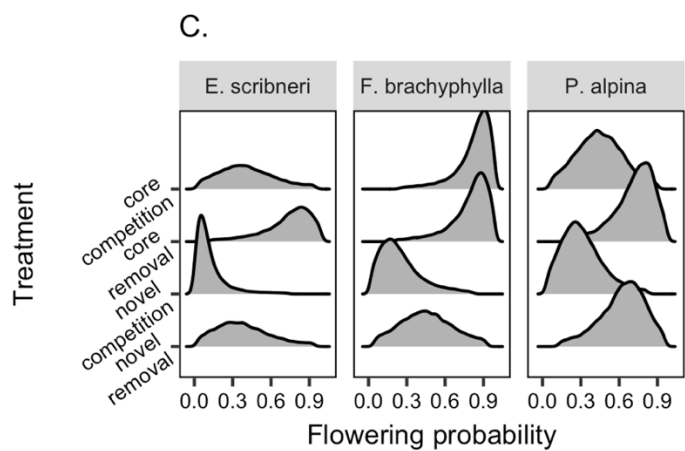 C.
E. scribneri F. brachyphylla P. alpina
Treatment
core
competition
core
removal
novel
competition
novel
removal
0.0 0.3 0.6 0.9 0.0 0.3 0.6 0.9 0.0 0.3 0.6 0.9
Flowering probability